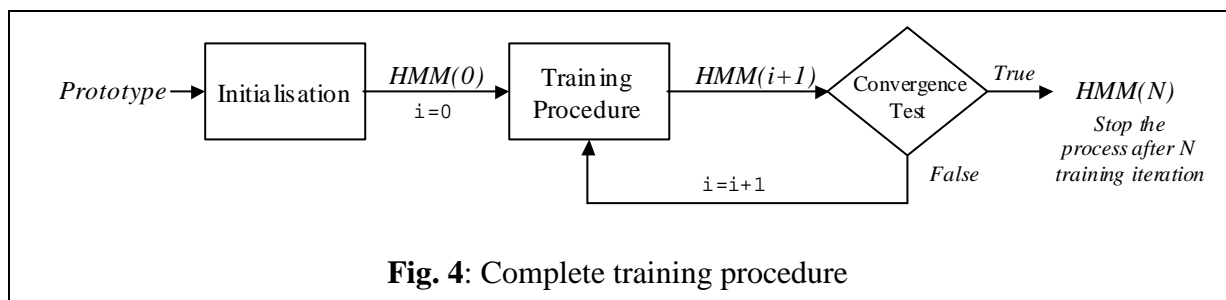 Prototype
Initialisation
HMM(0)
i=0
Training
Procedure
HMM(i+1)
Convergence
Test
True
HMM(N)
Stop the
process after N
training iteration
False
i=i+1
Fig. 4: Complete training procedure